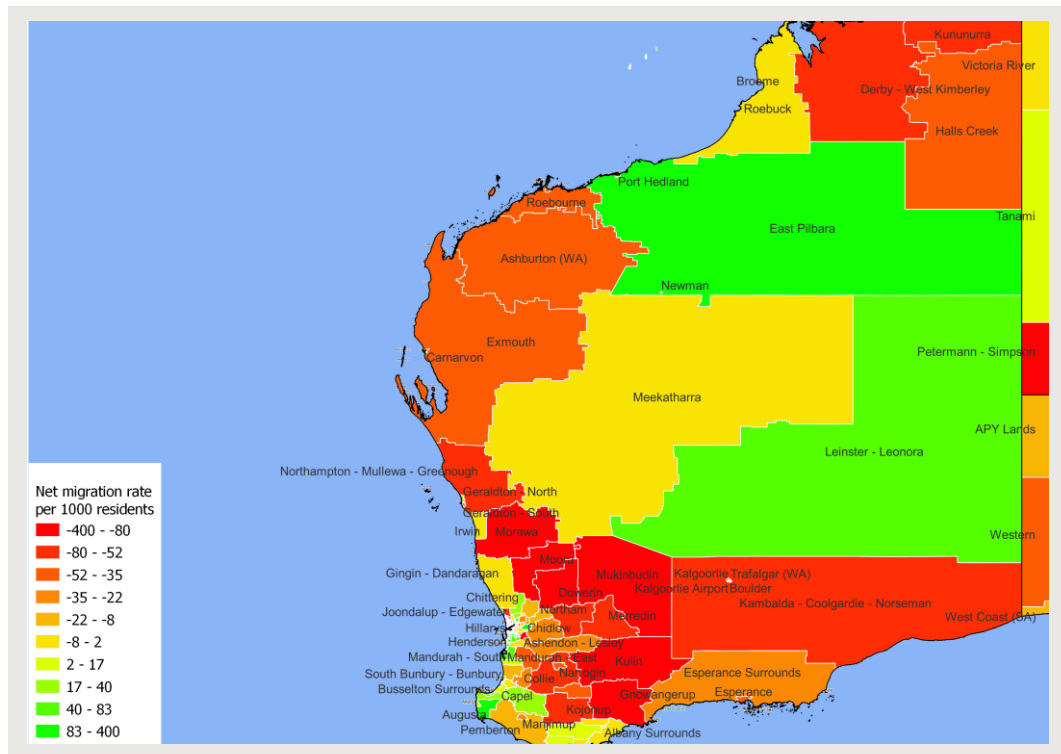 Kununurra
Victoria River
Broome
Derby - West Kimberley
Roebuck
Halls Creek
Port Hedland
Roebourne
Tanami
East Pilbara
Ashburton (WA)
Newman
Exmouth
Carnarvon
Petermann - Simpson
Meekatharra
APY Lands
Leinster - Leonora
Northampton - Mullewa - Greenough
Geraldton - North
Geraldton - South
Irwin
Morawa
Western
Moora
Gingin - Dandaragan
Mukinbudin
Kalgoorlie
Trafalgar (WA)
Kalgoorlie Airport
Boulder
Dowerin
Chittering
Kambalda - Coolgardie - Norseman
Joondalup - Edgewater
Northam
Merredin
West Coast (SA)
Hillarys
Chidlow
Henderson
Ashendon - Lesley
Mandurah - South
Mandurah - East
Kulin
South Bunbury - Bunbury
Collie
Narrogin
Esperance Surrounds
Busselton Surrounds
Capel
Gnowangerup
Esperance
Augusta
Kojonup
Pemberton
Manjimup
Albany Surrounds
Net migration rate
per 1000 residents
-400 - -80
-80 - -52
-52 - -35
-35 - -22
-22 - -8
-8 - 2
2 - 17
17 - 40
40 - 83
83 - 400